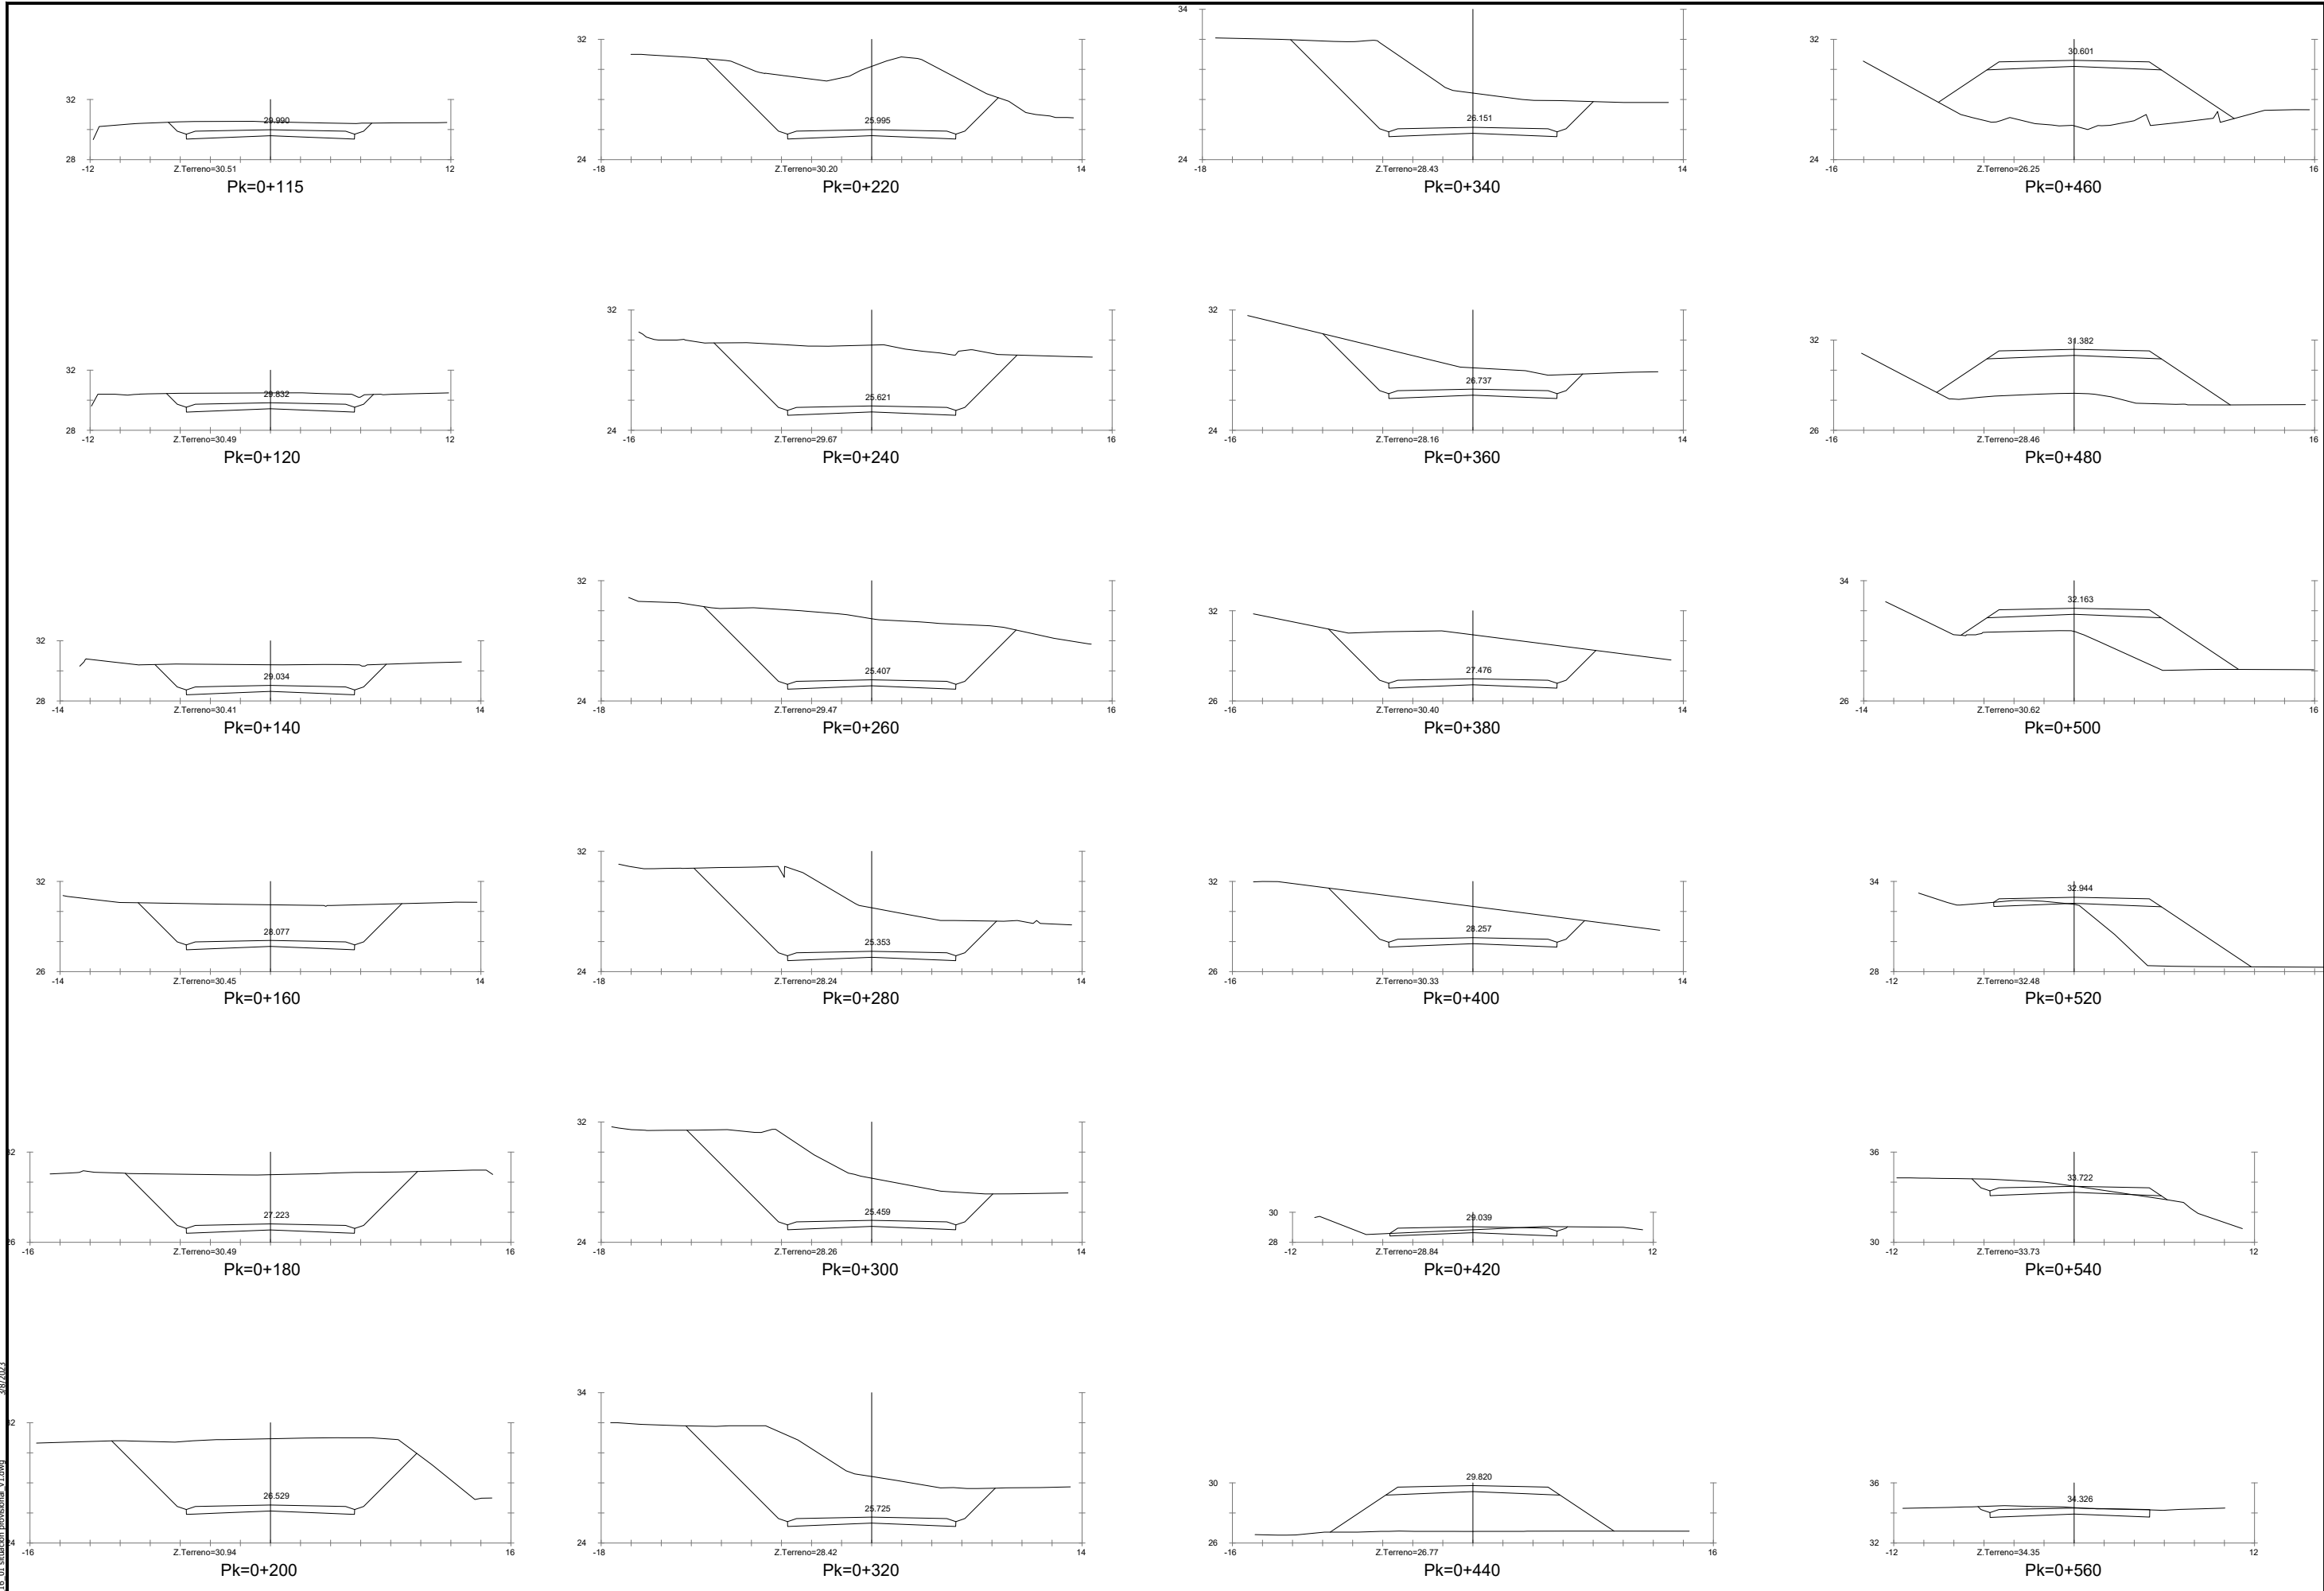 32
29.990
28
-12
Z.Terreno=30.51
12
Pk=0+115
32
29.832
28
-12
Z.Terreno=30.49
12
Pk=0+120
32
29.034
28
-14
Z.Terreno=30.41
14
Pk=0+140
32
28.077
26
-14
Z.Terreno=30.45
14
Pk=0+160
27.223
-16
Z.Terreno=30.49
16
Pk=0+180
26.529
-16
Z.Terreno=30.94
16
Pk=0+200
32
25.995
24
-18
Z.Terreno=30.20
14
Pk=0+220
32
25.621
24
-16
Z.Terreno=29.67
16
Pk=0+240
32
25.407
24
-18
Z.Terreno=29.47
16
Pk=0+260
32
25.353
24
-18
Z.Terreno=28.24
14
Pk=0+280
32
25.459
24
-18
Z.Terreno=28.26
14
Pk=0+300
34
25.725
24
-18
Z.Terreno=28.42
14
Pk=0+320
34
26.151
24
-18
Z.Terreno=28.43
14
Pk=0+340
32
26.737
24
-16
Z.Terreno=28.16
14
Pk=0+360
32
27.476
26
-16
Z.Terreno=30.40
14
Pk=0+380
32
28.257
26
-16
Z.Terreno=30.33
14
Pk=0+400
30
29.039
28
-12
Z.Terreno=28.84
12
Pk=0+420
30
29.820
26
-16
Z.Terreno=26.77
16
Pk=0+440
32
30.601
24
-16
Z.Terreno=26.25
16
Pk=0+460
32
31.382
26
-16
Z.Terreno=28.46
16
Pk=0+480
34
32.163
26
-14
Z.Terreno=30.62
16
Pk=0+500
34
32.944
28
-12
Z.Terreno=32.48
Pk=0+520
36
33.722
30
-12
Z.Terreno=33.73
12
Pk=0+540
36
34.326
32
-12
Z.Terreno=34.35
12
Pk=0+560